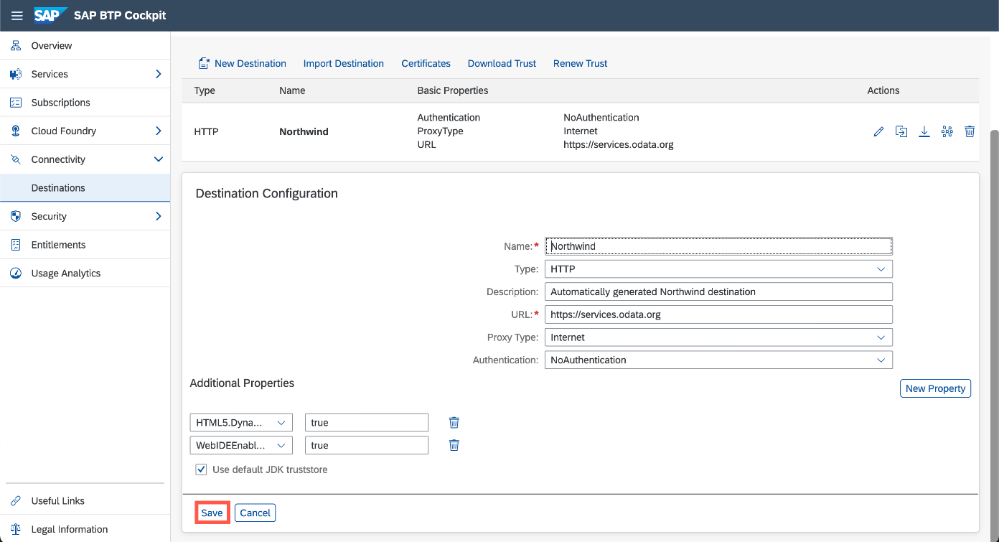 SAP SAP BTP Cockpit
Overview
Services
Subscriptions
Cloud Foundry
Connectivity
Destinations
Security
Entitlements
Usage Analytics
Useful Links
Legal Information
New Destination Import Destination Certificates Download Trust Renew Trust
Type Name Basic Properties Actions
HTTP Northwind
Authentication NoAuthentication
ProxyType Internet
URL https://services.odata.org
Destination Configuration
Name:* Northwind
Type: HTTP
Description: Automatically generated Northwind destination
URL:* https://services.odata.org
Proxy Type: Internet
Authentication: NoAuthentication
Additional Properties
New Property
HTML5.Dyna... true
WebIDEEnabl... true
Use default JDK truststore
Save Cancel